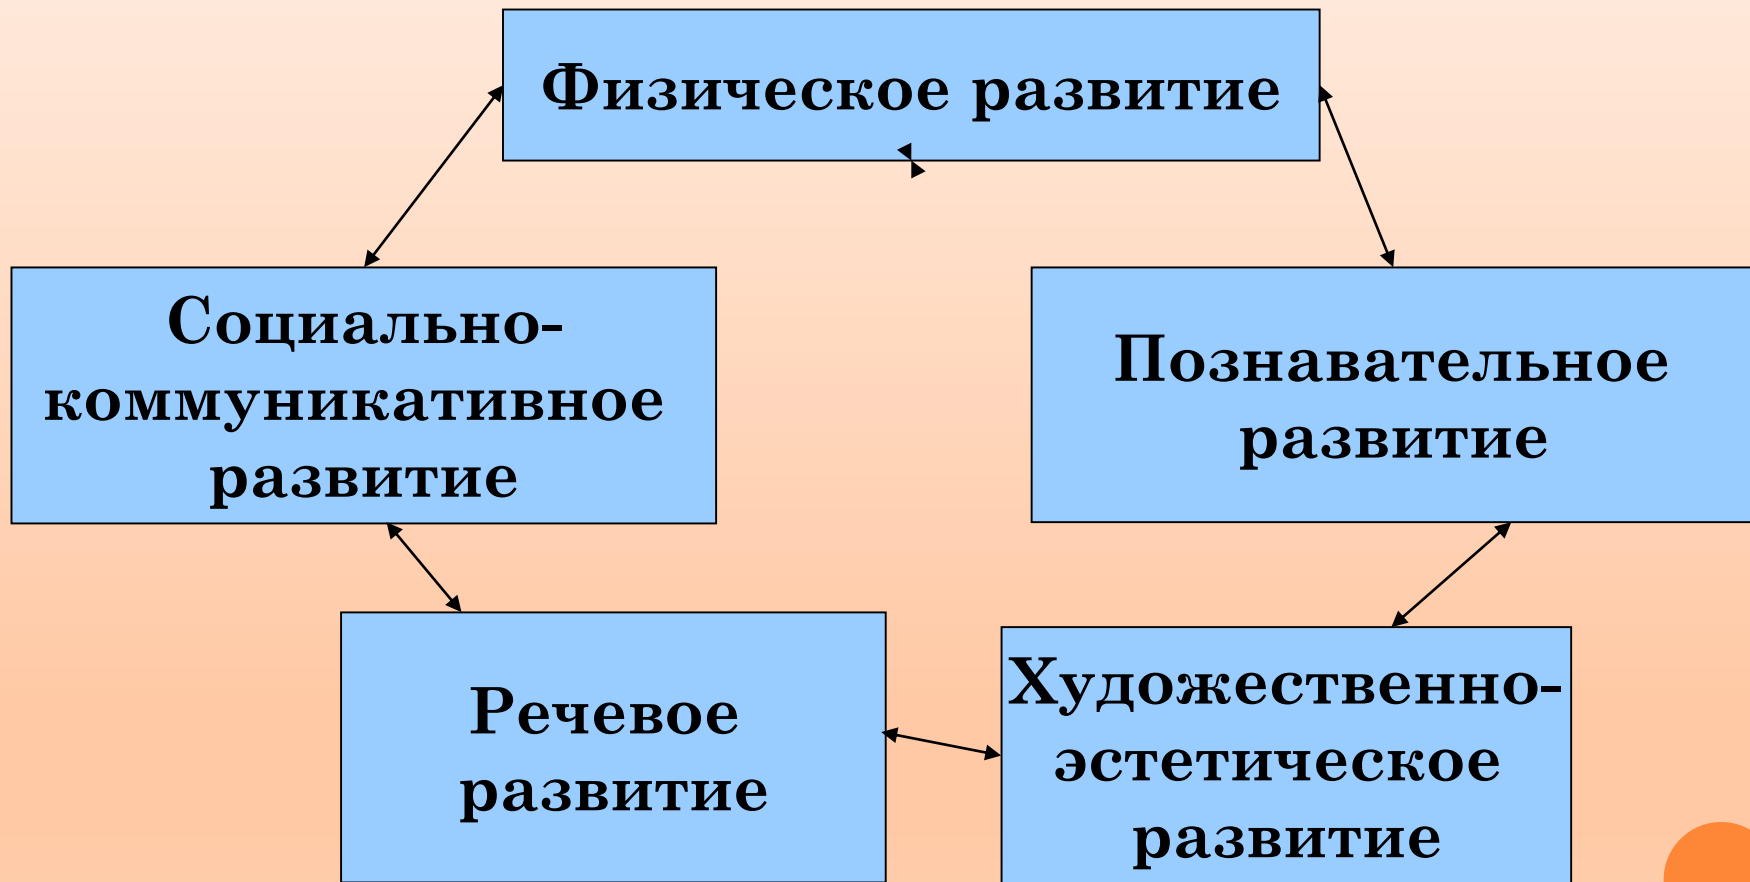 Физическое развитие
Социально-
коммуникативное
развитие
Познавательное
развитие
Речевое
развитие
Художественно-
эстетическое
развитие